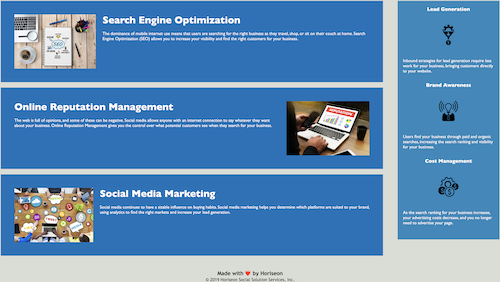 Search Engine Optimization
The dominance of mobile internet use means that users are searching for the right business as they travel, shop, or sit on their couch at home. Search
Engine Optimization (SEO) allows you to increase your visibility and find the right customers for your business.
Online Reputation Management
The web is full of opinions, and some of these can be negative. Social media allows anyone with an internet connection to say whatever they want
about your business. Online Reputation Management gives you the control over what potential customers see when they search for your business.
Social Media Marketing
Social media continues to have a sizable influence on buying habits. Social media marketing helps you determine which platforms are suited to your brand,
using analytics to find the right markets and increase your lead generation.
Lead Generation
Inbound strategies for lead generation require less
work for your business, bringing customers directly
to your website.
Brand Awareness
Users find your business through paid and organic
searches, increasing the search ranking and visibility
for your business.
Cost Management
As the search ranking for your business increases,
your advertising costs decrease, and you no longer
need to advertise your page.
Made with ❤️ by Horiseon
© 2019 Horiseon Social Solution Services, Inc.